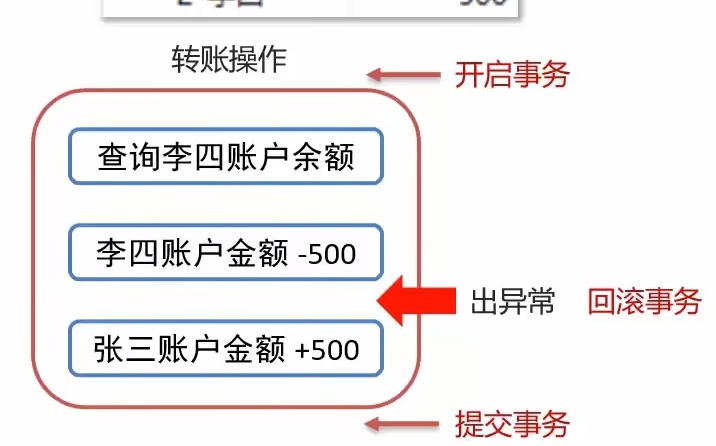 转账操作
开启事务
查询李四账户余额
李四账户金额 -500
出异常 回滚事务
张三账户金额 +500
提交事务